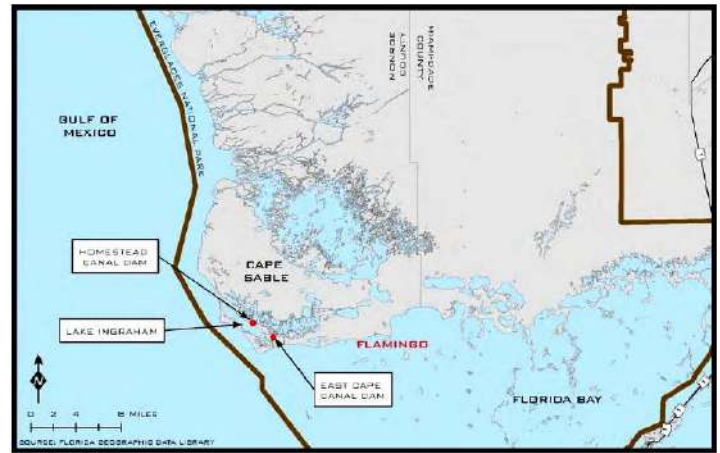 EVERGLADES NATIONAL PARK
MONROE
COUNTY
MIAMI-DADE
COUNTY
GULF OF
MEXICO
HOMESTEAD
CANAL DAM
CAPE
SABLE
LAKE INGRAHAM
FLAMINGO
EAST CAPE
CANAL DAM
FLORIDA BAY
N
0 2 4 8 MILES
SOURSE: FLORIDA GEOGRAPHIC DATA LIBRARY